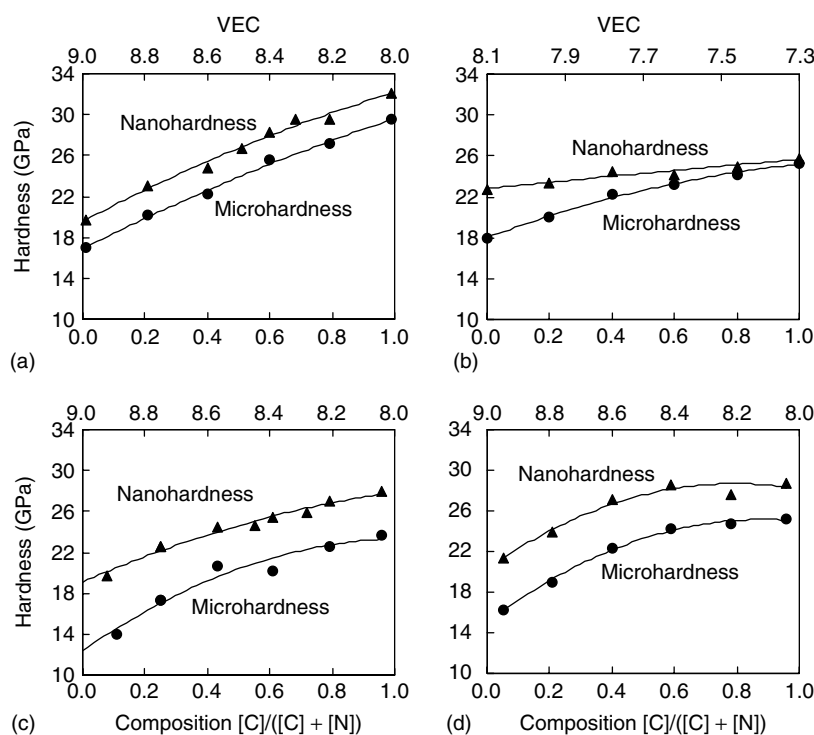 VEC
9.0 8.8 8.6 8.4 8.2 8.0
34
30
26
22
18
14
10
Hardness (GPa)
Nanohardness
Microhardness
0.0 0.2 0.4 0.6 0.8 1.0
(a)
VEC
8.1 7.9 7.7 7.5 7.3
34
30
26
22
18
14
10
Nanohardness
Microhardness
0.0 0.2 0.4 0.6 0.8 1.0
(b)
9.0 8.8 8.6 8.4 8.2 8.0
34
30
26
22
18
14
10
Hardness (GPa)
Nanohardness
Microhardness
0.0 0.2 0.4 0.6 0.8 1.0
(c) Composition [C]/([C] + [N])
9.0 8.8 8.6 8.4 8.2 8.0
34
30
26
22
18
14
10
Nanohardness
Microhardness
0.0 0.2 0.4 0.6 0.8 1.0
(d) Composition [C]/([C] + [N])